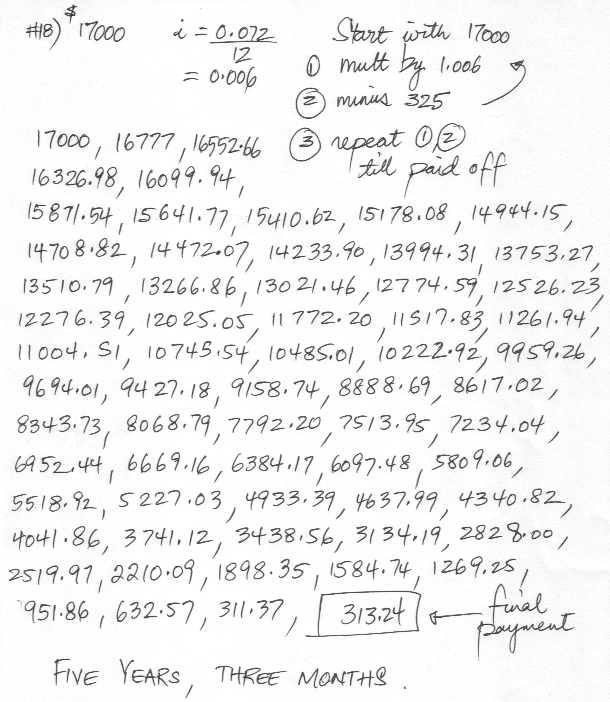 #18) $17000 i = 0.072 Start with 17000
12
= 0.006 ① mult by 1.006
② minus 325
17000, 16777, 16552.66 ③ repeat ①,②
16326.98, 16099.94, till paid off
15871.54, 15641.77, 15410.62, 15178.08, 14944.15,
14708.82, 14472.07, 14233.90, 13994.31, 13753.27,
13510.79, 13266.86, 13021.46, 12774.59, 12526.23,
12276.39, 12025.05, 11772.20, 11517.83, 11261.94,
11004.51, 10745.54, 10485.01, 10222.92, 9959.26,
9694.01, 9427.18, 9158.74, 8888.69, 8617.02,
8343.73, 8068.79, 7792.20, 7513.95, 7234.04,
6952.44, 6669.16, 6384.17, 6097.48, 5809.06,
5518.92, 5227.03, 4933.39, 4637.99, 4340.82,
4041.86, 3741.12, 3438.56, 3134.19, 2828.00,
2519.97, 2210.09, 1898.35, 1584.74, 1269.25,
951.86, 632.57, 311.37, 313.24 ← final
payment
FIVE YEARS, THREE MONTHS.